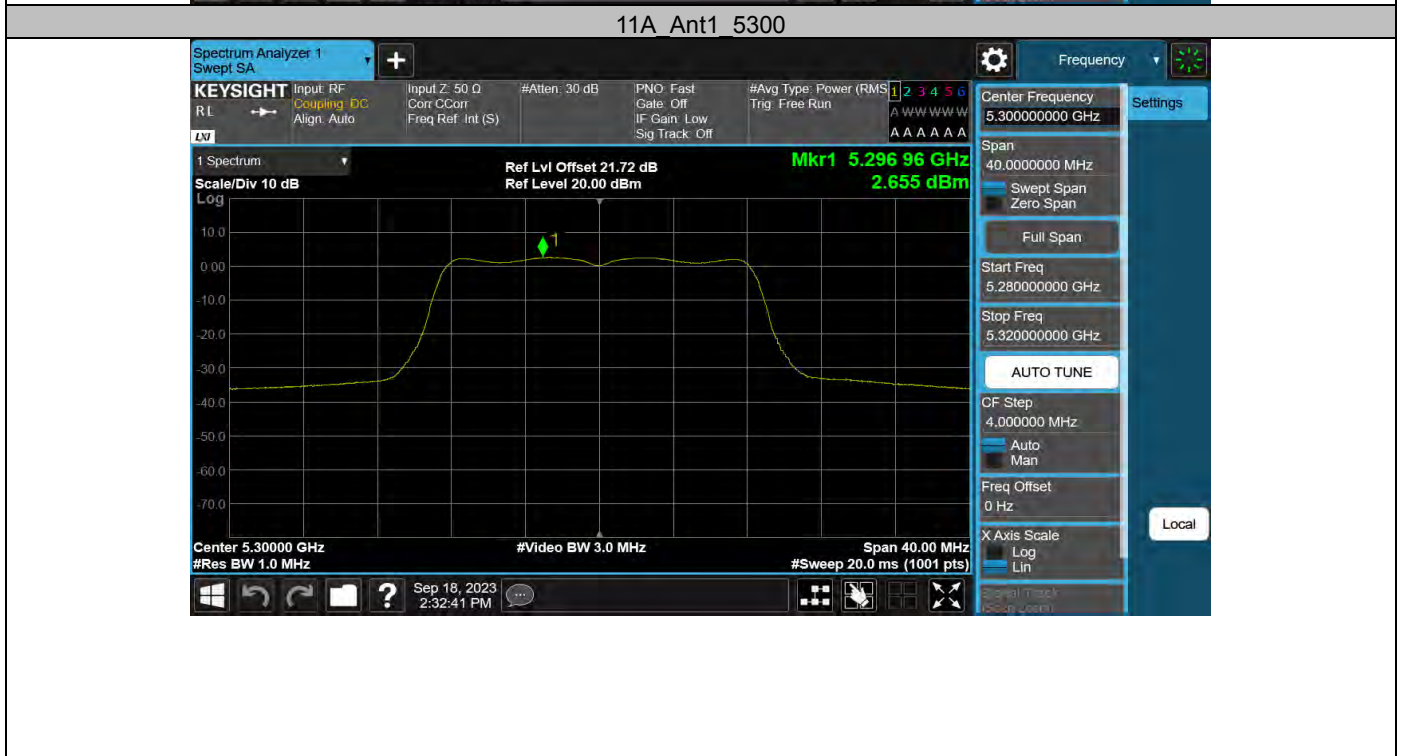 11A_Ant1_5300
Spectrum Analyzer 1
Swept SA
+
Frequency
KEYSIGHT
RL
LXI
Input: RF
Coupling: DC
Align: Auto
Input Z: 50 Ω
Corr CCorr
Freq Ref: Int (S)
#Atten: 30 dB
PNO: Fast
Gate: Off
IF Gain: Low
Sig Track: Off
#Avg Type: Power (RMS
Trig: Free Run
1 2 3 4 5 6
A W W W W W
A A A A A A
Center Frequency
5.300000000 GHz
Settings
Span
40.0000000 MHz
Swept Span
Zero Span
Full Span
Start Freq
5.280000000 GHz
Stop Freq
5.320000000 GHz
AUTO TUNE
CF Step
4.000000 MHz
Auto
Man
Freq Offset
0 Hz
X Axis Scale
Log
Lin
Local
1 Spectrum
Scale/Div 10 dB
Log
Ref Lvl Offset 21.72 dB
Ref Level 20.00 dBm
Mkr1 5.296 96 GHz
2.655 dBm
1
10.0
0.00
-10.0
-20.0
-30.0
-40.0
-50.0
-60.0
-70.0
Center 5.30000 GHz
#Res BW 1.0 MHz
#Video BW 3.0 MHz
Span 40.00 MHz
#Sweep 20.0 ms (1001 pts)
?
Sep 18, 2023
2:32:41 PM